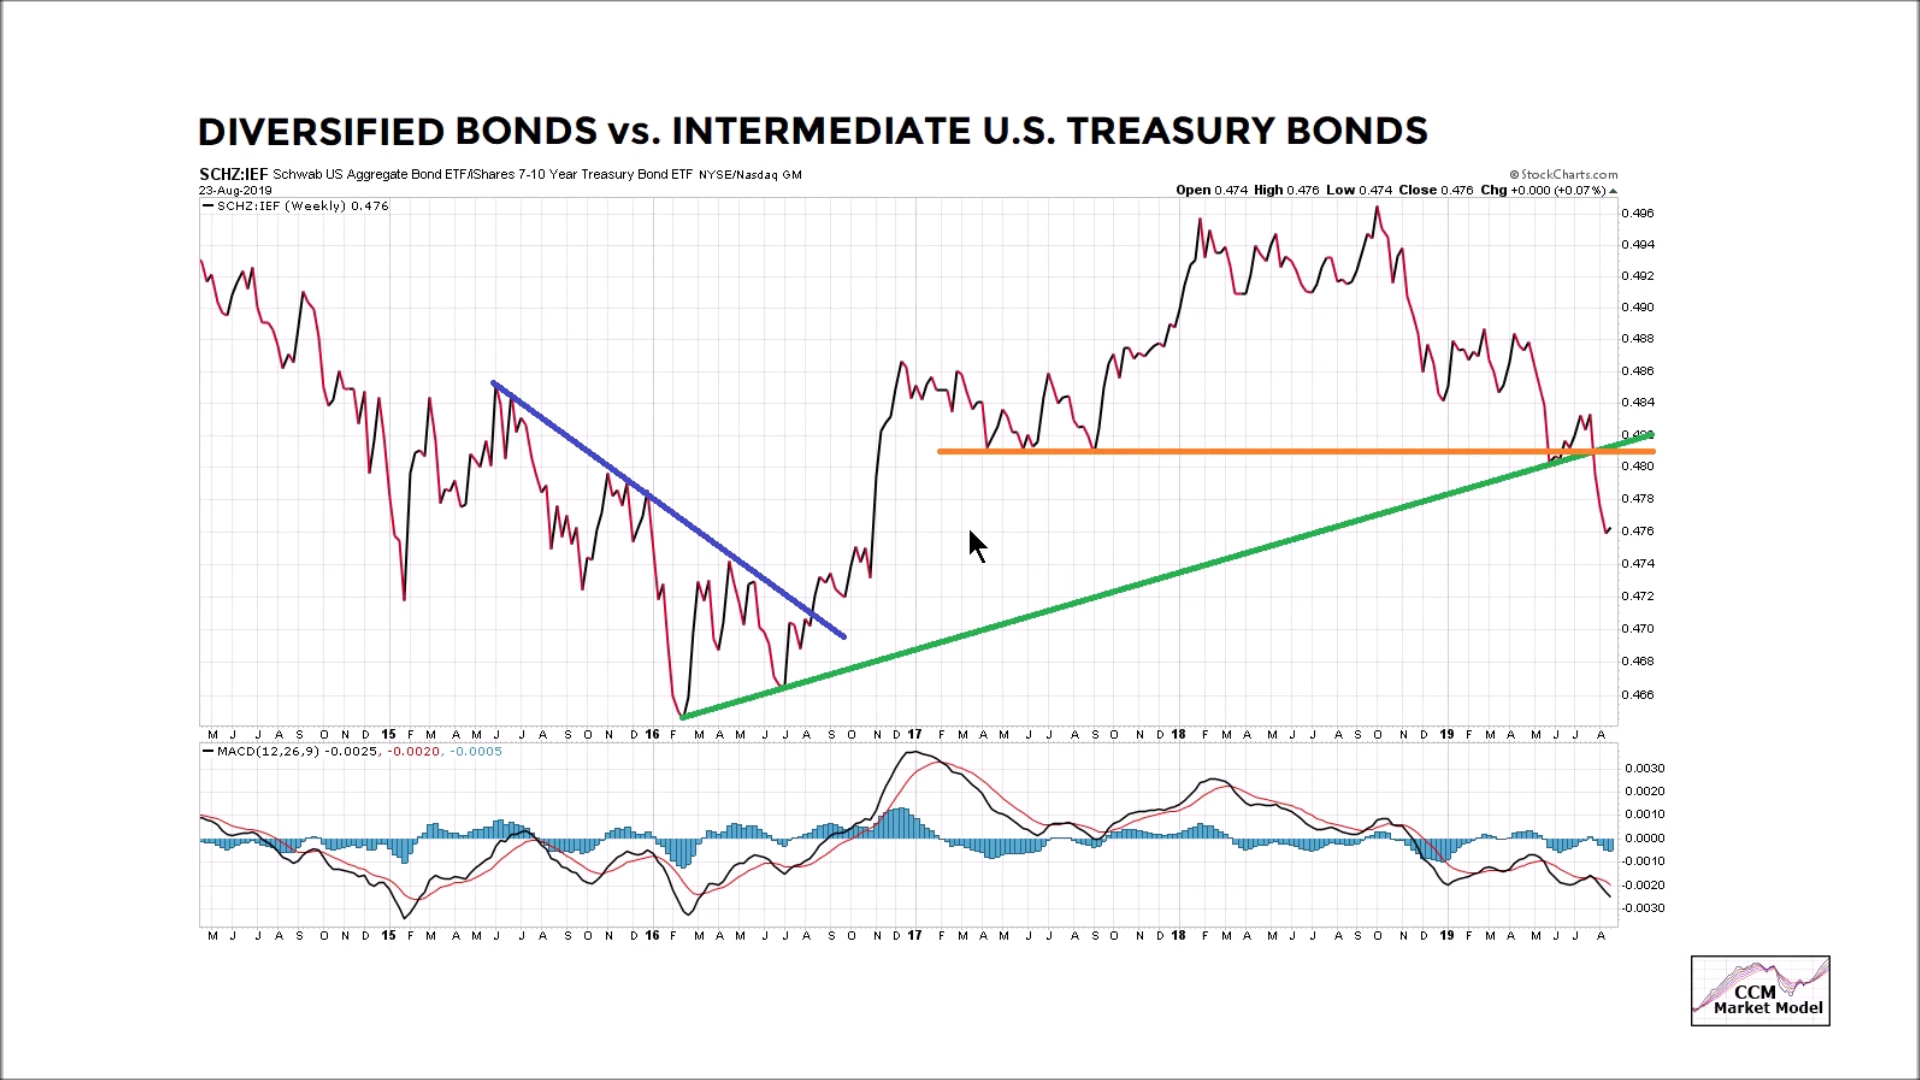 DIVERSIFIED BONDS vs. INTERMEDIATE U.S. TREASURY BONDS
SCHZ:IEF Schwab US Aggregate Bond ETF/iShares 7-10 Year Treasury Bond ETF NYSE/Nasdaq GM
© StockCharts.com
23-Aug-2019
Open 0.474 High 0.476 Low 0.474 Close 0.476 Chg +0.000 (+0.07%)
SCHZ:IEF (Weekly) 0.476
0.496
0.494
0.492
0.490
0.488
0.486
0.484
0.480
0.478
0.476
0.474
0.472
0.470
0.468
0.466
M J J A S O N D 15 F M A M J J A S O N D 16 F M A M J J A S O N D 17 F M A M J J A S O N D 18 F M A M J J A S O N D 19 F M A M J J A
MACD(12,26,9) -0.0025, -0.0020, -0.0005
0.0030
0.0020
0.0010
0.0000
-0.0010
-0.0020
-0.0030
M J J A S O N D 15 F M A M J J A S O N D 16 F M A M J J A S O N D 17 F M A M J J A S O N D 18 F M A M J J A S O N D 19 F M A M J J A
CCM
Market Model